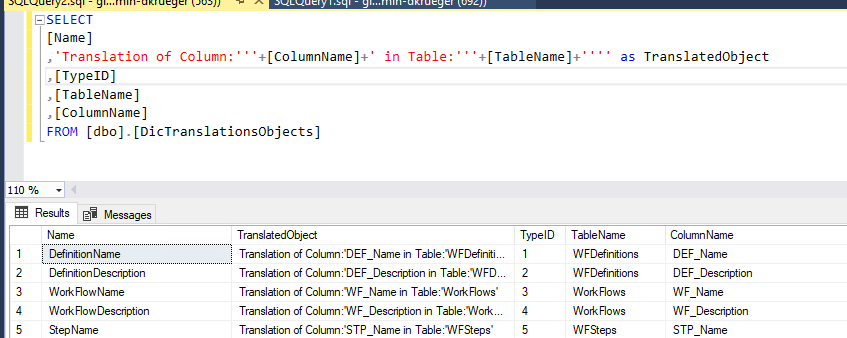 SQLQuery2.sql - gl...min-dkrueger (563)) SQLQuery1.sql - gl...min-dkrueger (692))
SELECT
[Name]
,'Translation of Column:'''+[ColumnName]+' in Table:'''+[TableName]+'''' as TranslatedObject
,[TypeID]
,[TableName]
,[ColumnName]
FROM [dbo].[DicTranslationsObjects]
110 %
Results Messages
Name TranslatedObject TypeID TableName ColumnName
1 DefinitionName Translation of Column:'DEF_Name in Table:'WFDefiniti... 1 WFDefinitions DEF_Name
2 DefinitionDescription Translation of Column:'DEF_Description in Table:'WFD... 2 WFDefinitions DEF_Description
3 WorkFlowName Translation of Column:'WF_Name in Table:'WorkFlows' 3 WorkFlows WF_Name
4 WorkFlowDescription Translation of Column:'WF_Description in Table:'Work... 4 WorkFlows WF_Description
5 StepName Translation of Column:'STP_Name in Table:'WFSteps' 5 WFSteps STP_Name